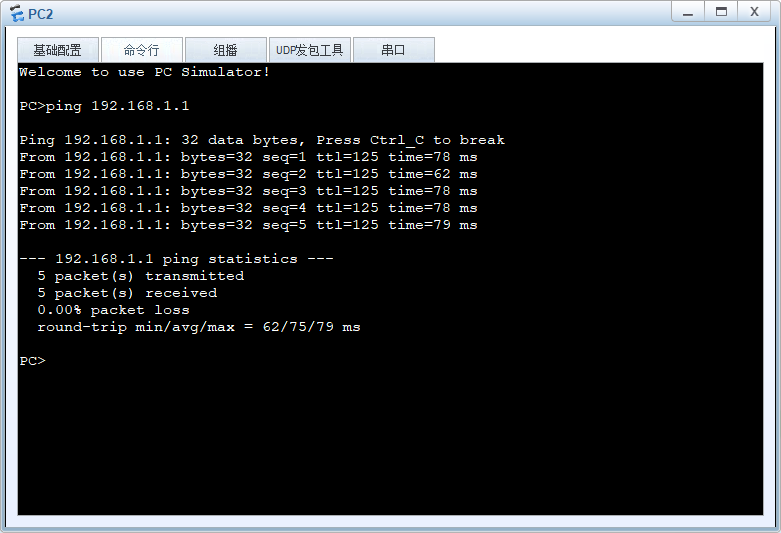 PC2
基础配置 命令行 组播 UDP发包工具 串口
Welcome to use PC Simulator!
PC>ping 192.168.1.1
Ping 192.168.1.1: 32 data bytes, Press Ctrl_C to break
From 192.168.1.1: bytes=32 seq=1 ttl=125 time=78 ms
From 192.168.1.1: bytes=32 seq=2 ttl=125 time=62 ms
From 192.168.1.1: bytes=32 seq=3 ttl=125 time=78 ms
From 192.168.1.1: bytes=32 seq=4 ttl=125 time=78 ms
From 192.168.1.1: bytes=32 seq=5 ttl=125 time=79 ms
--- 192.168.1.1 ping statistics ---
5 packet(s) transmitted
5 packet(s) received
0.00% packet loss
round-trip min/avg/max = 62/75/79 ms
PC>